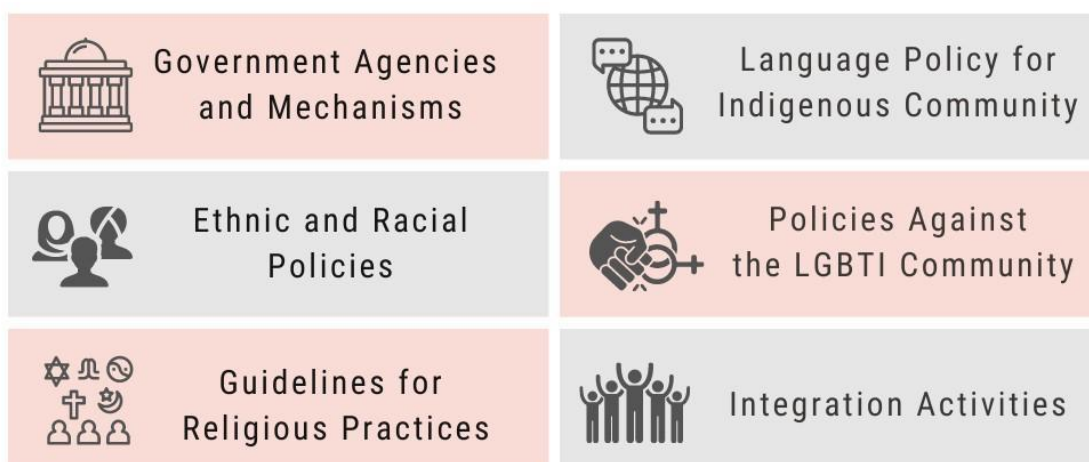 Government Agencies
and Mechanisms
Language Policy for
Indigenous Community
Ethnic and Racial
Policies
Policies Against
the LGBTI Community
Guidelines for
Religious Practices
Integration Activities